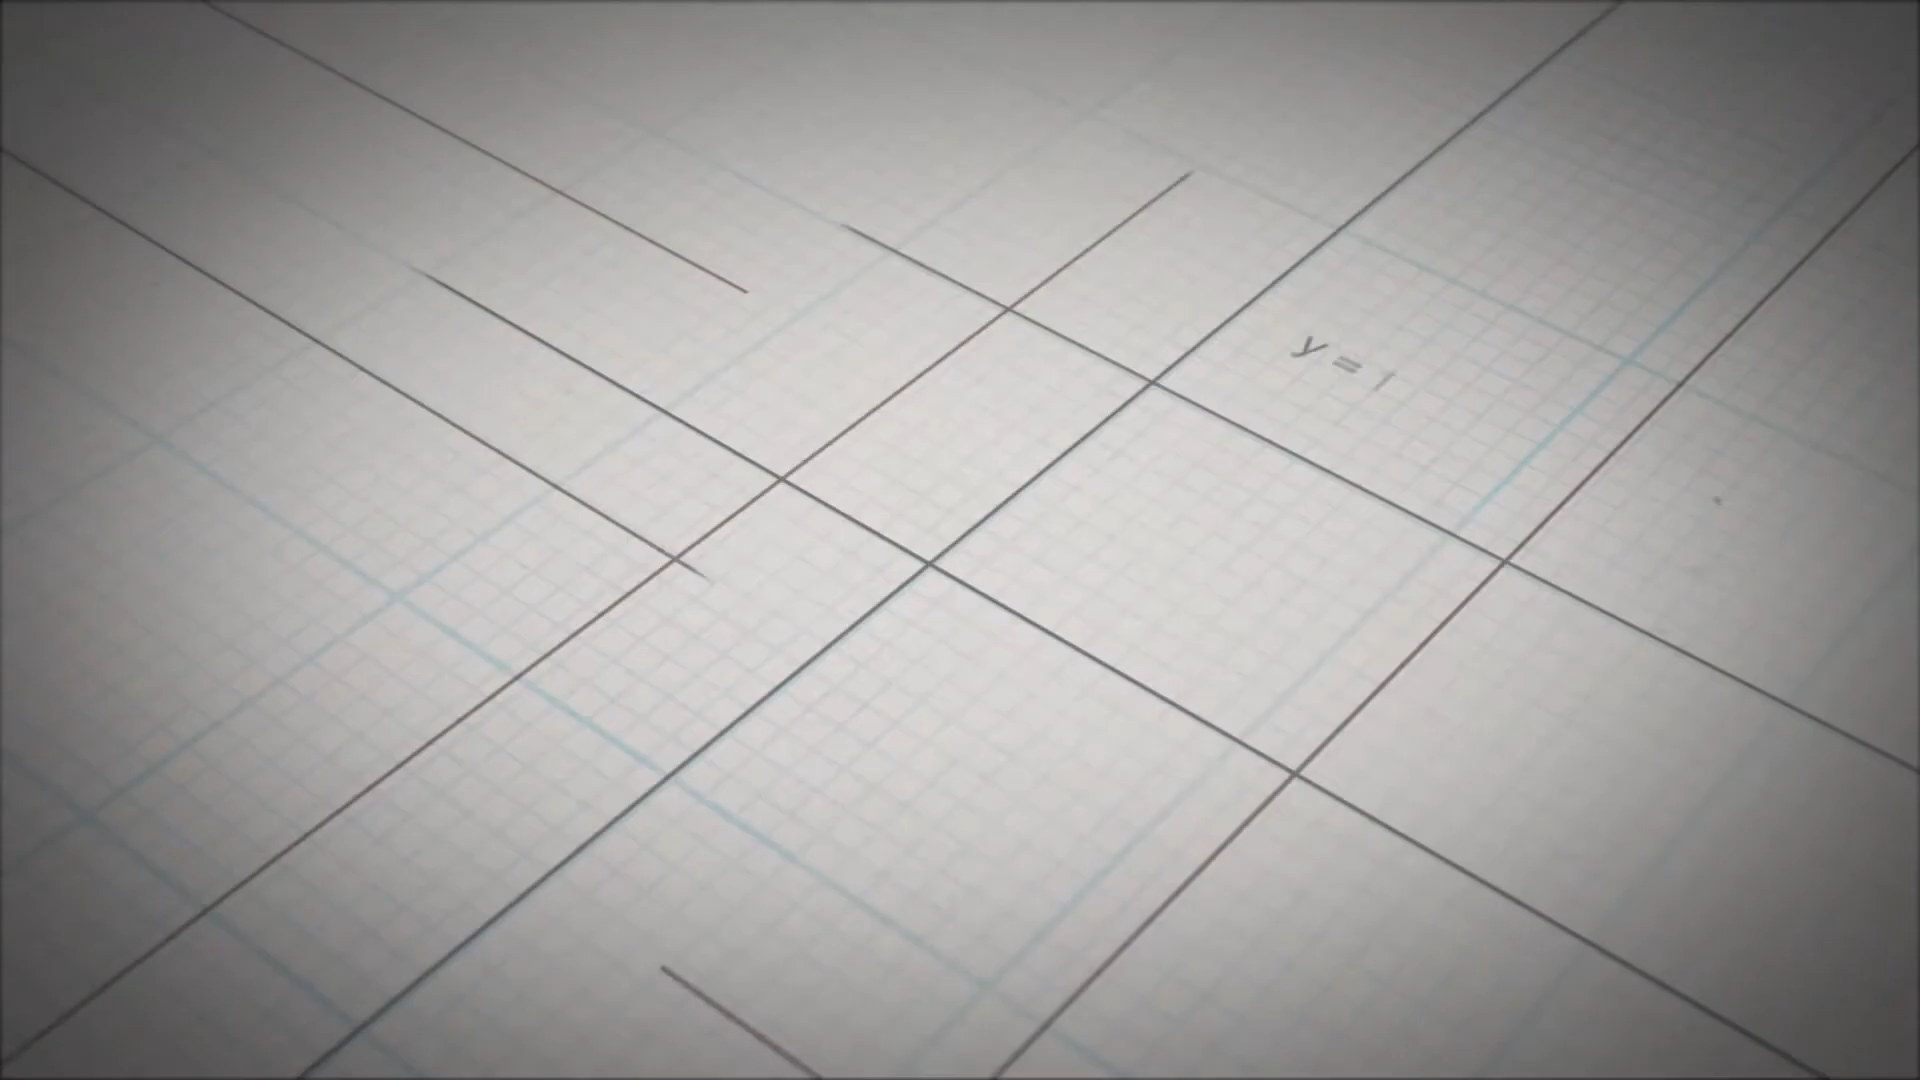 y = 1